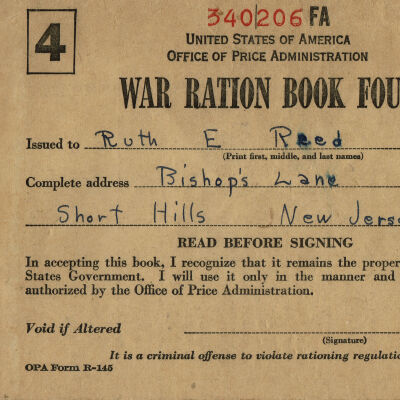 340206 FA
4
UNITED STATES OF AMERICA
OFFICE OF PRICE ADMINISTRATION
WAR RATION BOOK FOU
Issued to Ruth E Reed
(Print first, middle, and last names)
Complete address Bishop's Lane
Short Hills New Jers
READ BEFORE SIGNING
In accepting this book, I recognize that it remains the proper
States Government. I will use it only in the manner and
authorized by the Office of Price Administration.
Void if Altered
(Signature)
It is a criminal offense to violate rationing regulatio
OPA Form R-145